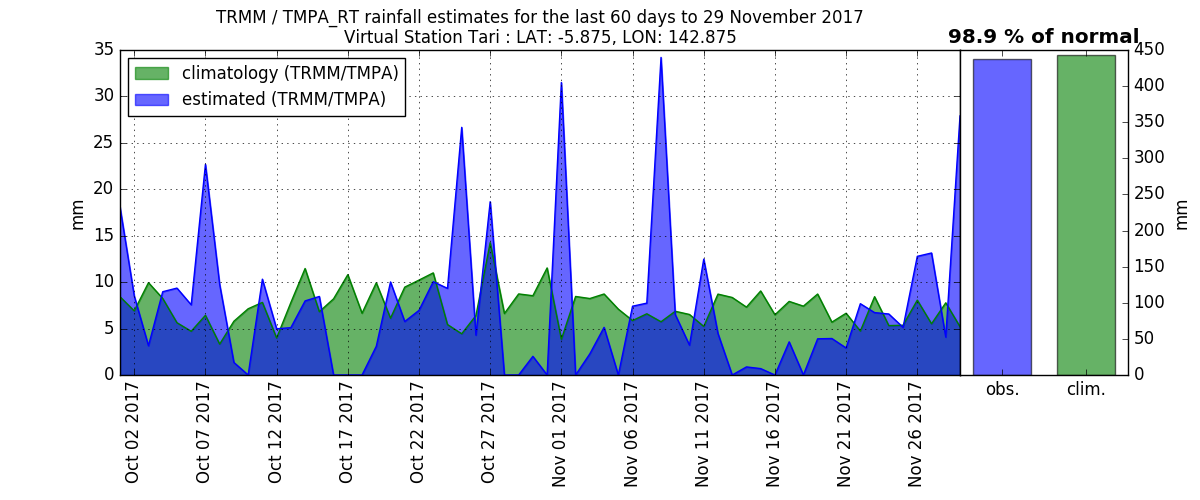 TRMM / TMPA_RT rainfall estimates for the last 60 days to 29 November 2017
Virtual Station Tari : LAT: -5.875, LON: 142.875
98.9 % of normal
climatology (TRMM/TMPA)
estimated (TRMM/TMPA)
35
30
25
20
15
10
5
0
mm
Oct 02 2017
Oct 07 2017
Oct 12 2017
Oct 17 2017
Oct 22 2017
Oct 27 2017
Nov 01 2017
Nov 06 2017
Nov 11 2017
Nov 16 2017
Nov 21 2017
Nov 26 2017
obs.
clim.
450
400
350
300
250
200
150
100
50
0
mm